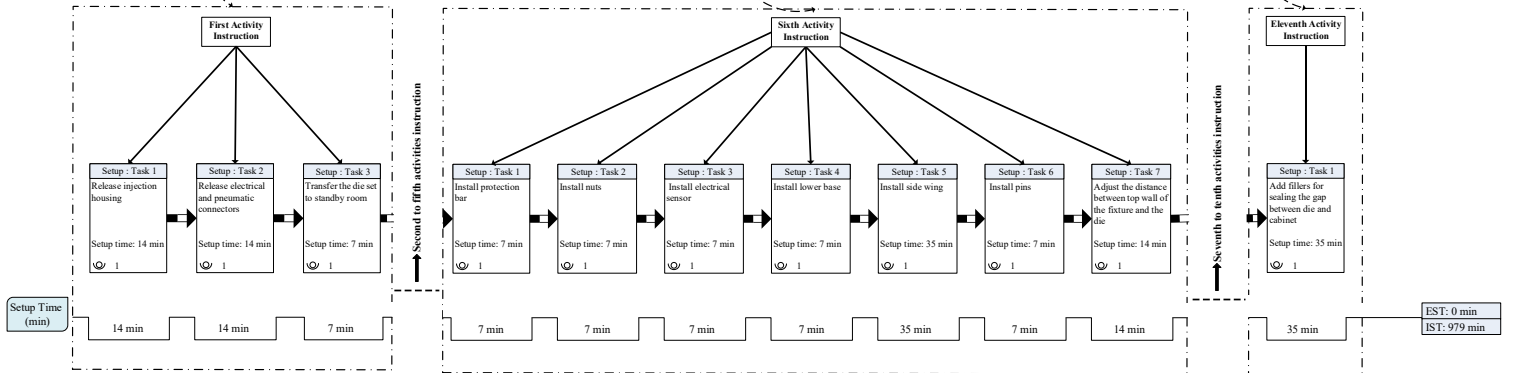 First Activity
Instruction
Setup : Task 1
Release injection
housing
Setup time: 14 min
1
Setup : Task 2
Release electrical
and pneumatic
connectors
Setup time: 14 min
1
Setup : Task 3
Transfer the die set
to standby room
Setup time: 7 min
1
Second to fifth activities instruction
Sixth Activity
Instruction
Setup : Task 1
Install protection
bar
Setup time: 7 min
1
Setup : Task 2
Install nuts
Setup time: 7 min
1
Setup : Task 3
Install electrical
sensor
Setup time: 7 min
1
Setup : Task 4
Install lower base
Setup time: 7 min
1
Setup : Task 5
Install side wing
Setup time: 35 min
1
Setup : Task 6
Install pins
Setup time: 7 min
1
Setup : Task 7
Adjust the distance
between top wall of
the fixture and the
die
Setup time: 14 min
1
Seventh to tenth activities instruction
Eleventh Activity
Instruction
Setup : Task 1
Add fillers for
sealing the gap
between die and
cabinet
Setup time: 35 min
1
Setup Time
(min)
14 min
14 min
7 min
7 min
7 min
7 min
7 min
35 min
7 min
14 min
35 min
EST: 0 min
IST: 979 min